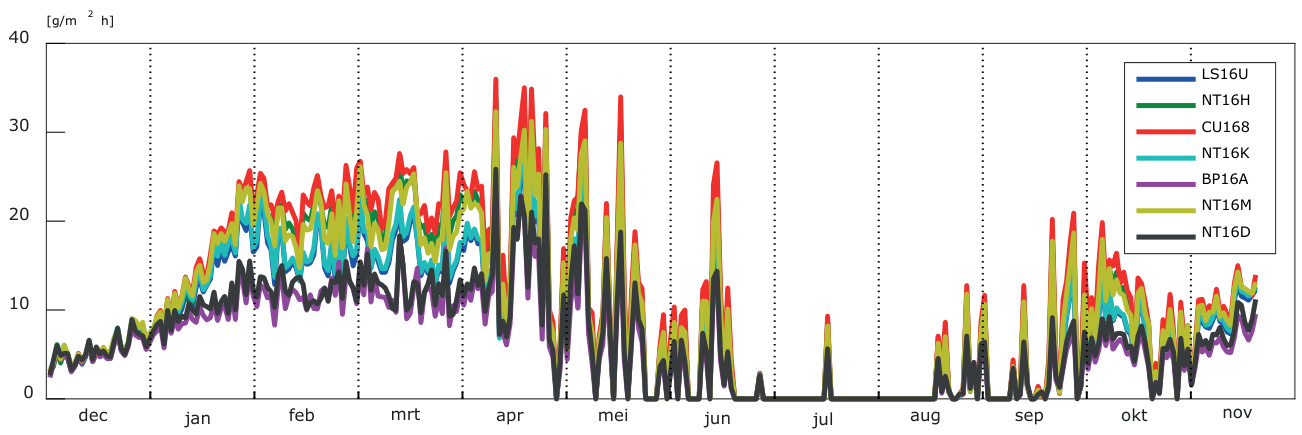 [g/m 2 h]
40
30
20
10
0
LS16U
NT16H
CU168
NT16K
BP16A
NT16M
NT16D
dec jan feb mrt apr mei jun jul aug sep okt nov